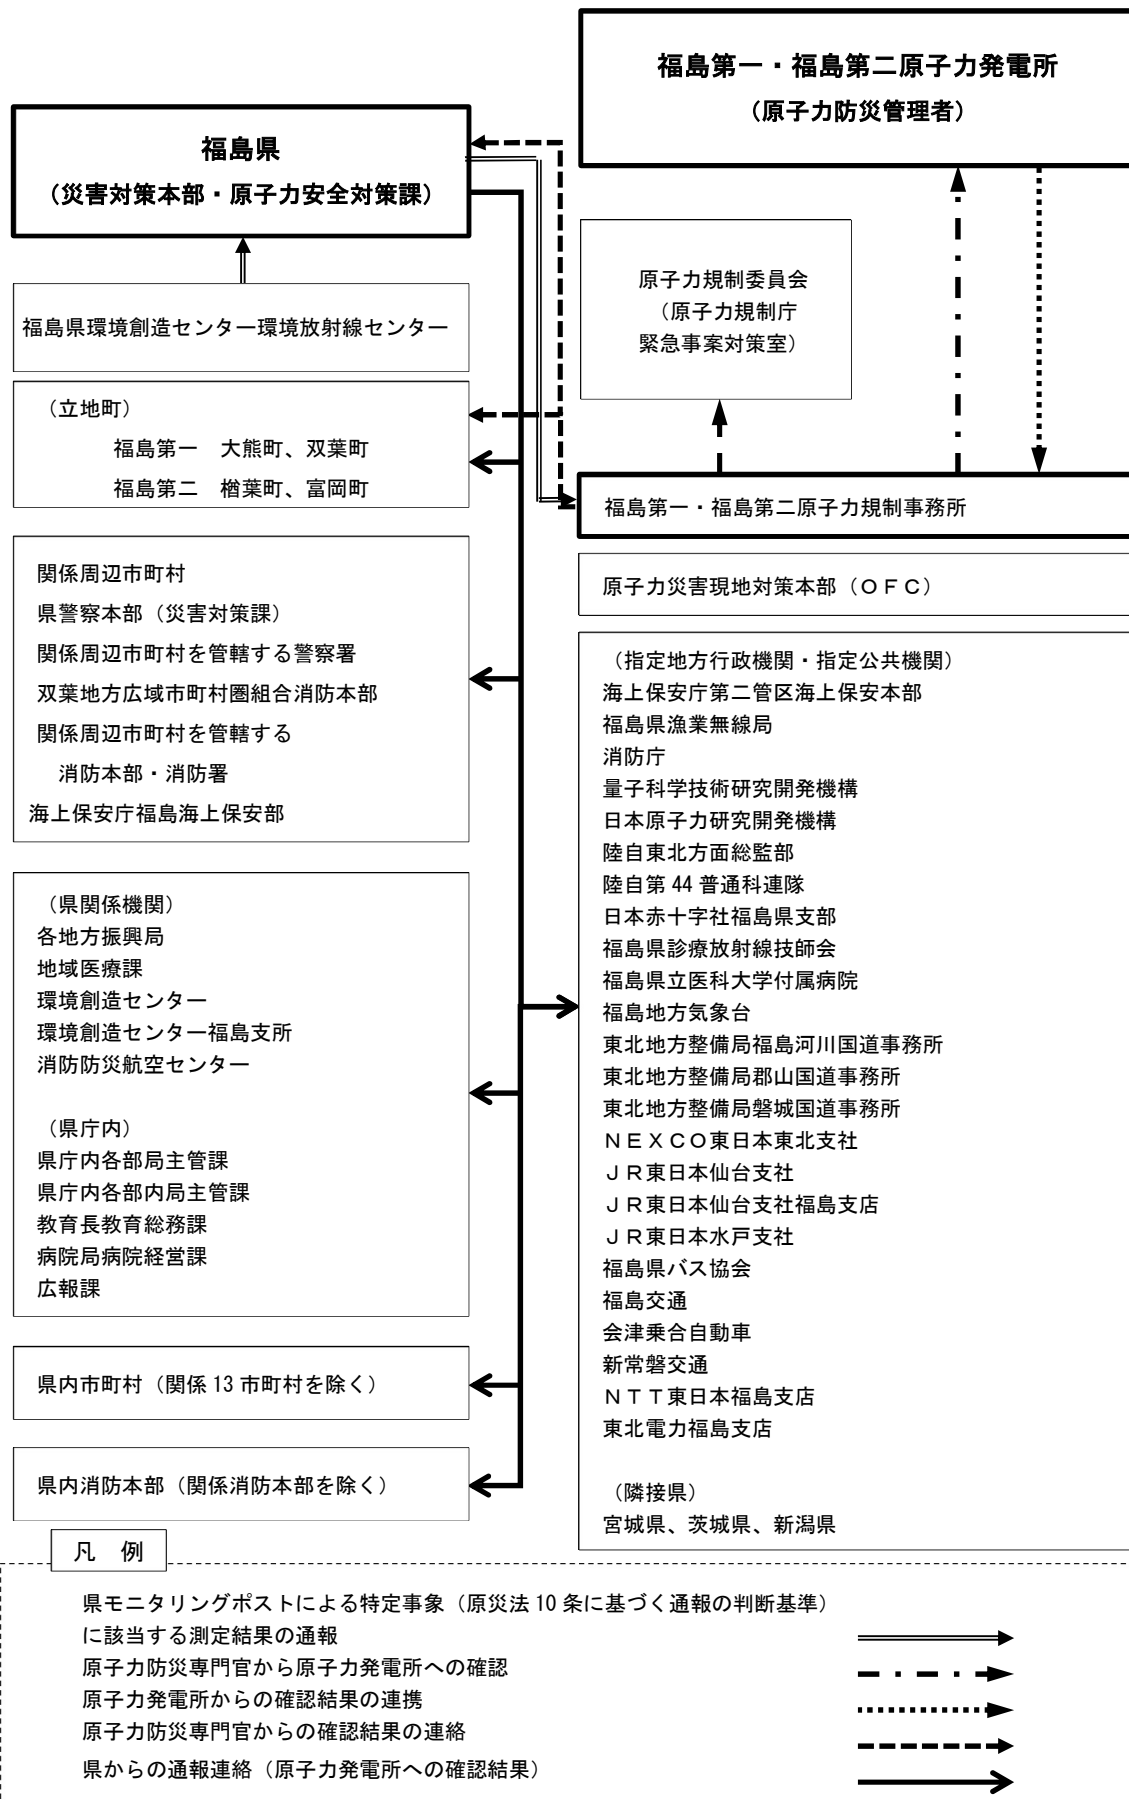 福島第一・福島第二原子力発電所
（原子力防災管理者）
福島県
（災害対策本部・原子力安全対策課）
原子力規制委員会
（原子力規制庁
緊急事案対策室）
福島県環境創造センター環境放射線センター
（立地町）
福島第一　大熊町、双葉町
福島第二　楢葉町、富岡町
福島第一・福島第二原子力規制事務所
関係周辺市町村
県警察本部（災害対策課）
関係周辺市町村を管轄する警察署
双葉地方広域市町村圏組合消防本部
関係周辺市町村を管轄する
消防本部・消防署
海上保安庁福島海上保安部
原子力災害現地対策本部（ＯＦＣ）
（指定地方行政機関・指定公共機関）
海上保安庁第二管区海上保安本部
福島県漁業無線局
消防庁
量子科学技術研究開発機構
日本原子力研究開発機構
陸自東北方面総監部
陸自第 44 普通科連隊
日本赤十字社福島県支部
福島県診療放射線技師会
福島県立医科大学付属病院
福島地方気象台
東北地方整備局福島河川国道事務所
東北地方整備局郡山国道事務所
東北地方整備局磐城国道事務所
ＮＥＸＣＯ東日本東北支社
ＪＲ東日本仙台支社
ＪＲ東日本仙台支社福島支店
ＪＲ東日本水戸支社
福島県バス協会
福島交通
会津乗合自動車
新常磐交通
ＮＴＴ東日本福島支店
東北電力福島支店
（隣接県）
宮城県、茨城県、新潟県
（県関係機関）
各地方振興局
地域医療課
環境創造センター
環境創造センター福島支所
消防防災航空センター
（県庁内）
県庁内各部局主管課
県庁内各部内局主管課
教育長教育総務課
病院局病院経営課
広報課
県内市町村（関係 13 市町村を除く）
県内消防本部（関係消防本部を除く）
凡　例
県モニタリングポストによる特定事象（原災法 10 条に基づく通報の判断基準）
に該当する測定結果の通報
原子力防災専門官から原子力発電所への確認
原子力発電所からの確認結果の連携
原子力防災専門官からの確認結果の連絡
県からの通報連絡（原子力発電所への確認結果）